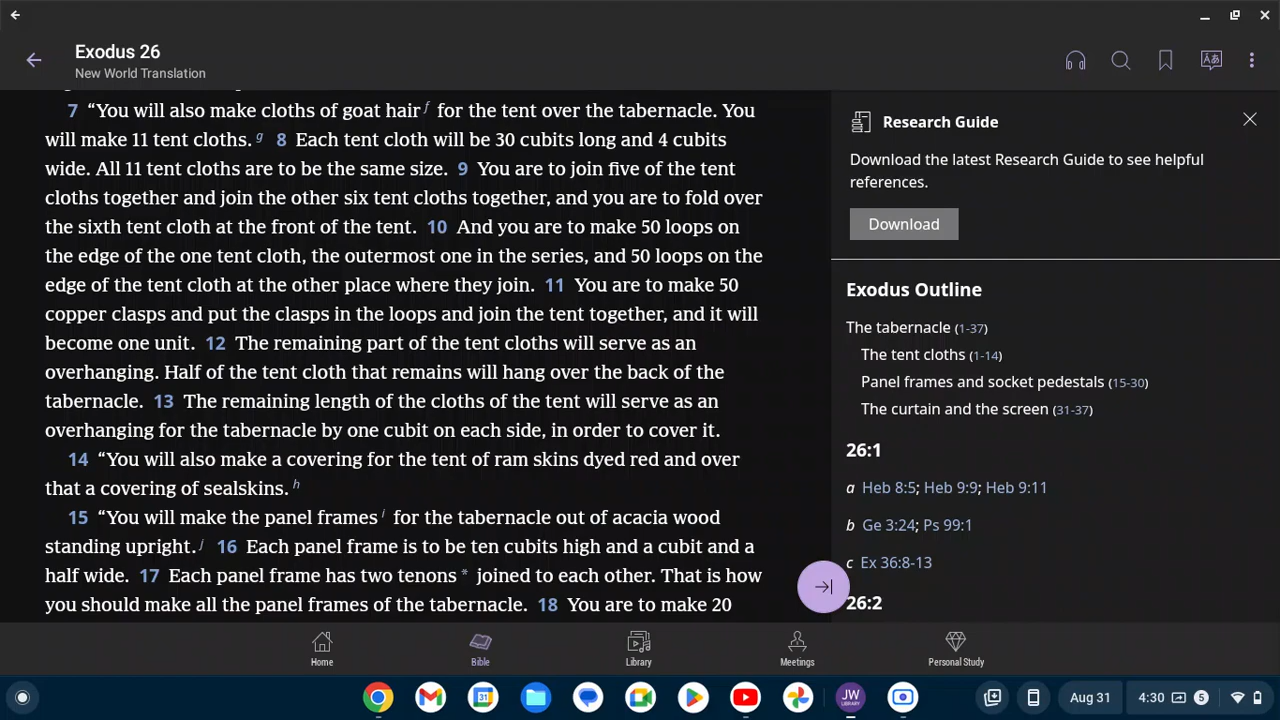 Exodus 26
New World Translation
7 “You will also make cloths of goat hair f for the tent over the tabernacle. You
will make 11 tent cloths. g 8 Each tent cloth will be 30 cubits long and 4 cubits
wide. All 11 tent cloths are to be the same size. 9 You are to join five of the tent
cloths together and join the other six tent cloths together, and you are to fold over
the sixth tent cloth at the front of the tent. 10 And you are to make 50 loops on
the edge of the one tent cloth, the outermost one in the series, and 50 loops on the
edge of the tent cloth at the other place where they join. 11 You are to make 50
copper clasps and put the clasps in the loops and join the tent together, and it will
become one unit. 12 The remaining part of the tent cloths will serve as an
overhanging. Half of the tent cloth that remains will hang over the back of the
tabernacle. 13 The remaining length of the cloths of the tent will serve as an
overhanging for the tabernacle by one cubit on each side, in order to cover it.
14 “You will also make a covering for the tent of ram skins dyed red and over
that a covering of sealskins. h
15 “You will make the panel frames i for the tabernacle out of acacia wood
standing upright. j 16 Each panel frame is to be ten cubits high and a cubit and a
half wide. 17 Each panel frame has two tenons * joined to each other. That is how
you should make all the panel frames of the tabernacle. 18 You are to make 20
Research Guide
Download the latest Research Guide to see helpful
references.
Download
Exodus Outline
The tabernacle (1-37)
The tent cloths (1-14)
Panel frames and socket pedestals (15-30)
The curtain and the screen (31-37)
26:1
a Heb 8:5; Heb 9:9; Heb 9:11
b Ge 3:24; Ps 99:1
c Ex 36:8-13
26:2
Home
Bible
Library
Meetings
Personal Study
31
JW
LIBRARY
Aug 31
4:30
5